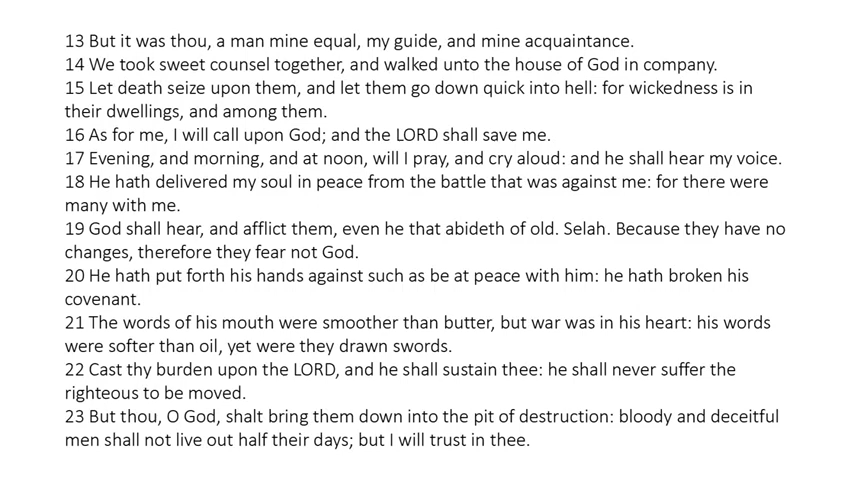 13 But it was thou, a man mine equal, my guide, and mine acquaintance.
14 We took sweet counsel together, and walked unto the house of God in company.
15 Let death seize upon them, and let them go down quick into hell: for wickedness is in
their dwellings, and among them.
16 As for me, I will call upon God; and the LORD shall save me.
17 Evening, and morning, and at noon, will I pray, and cry aloud: and he shall hear my voice.
18 He hath delivered my soul in peace from the battle that was against me: for there were
many with me.
19 God shall hear, and afflict them, even he that abideth of old. Selah. Because they have no
changes, therefore they fear not God.
20 He hath put forth his hands against such as be at peace with him: he hath broken his
covenant.
21 The words of his mouth were smoother than butter, but war was in his heart: his words
were softer than oil, yet were they drawn swords.
22 Cast thy burden upon the LORD, and he shall sustain thee: he shall never suffer the
righteous to be moved.
23 But thou, O God, shalt bring them down into the pit of destruction: bloody and deceitful
men shall not live out half their days; but I will trust in thee.